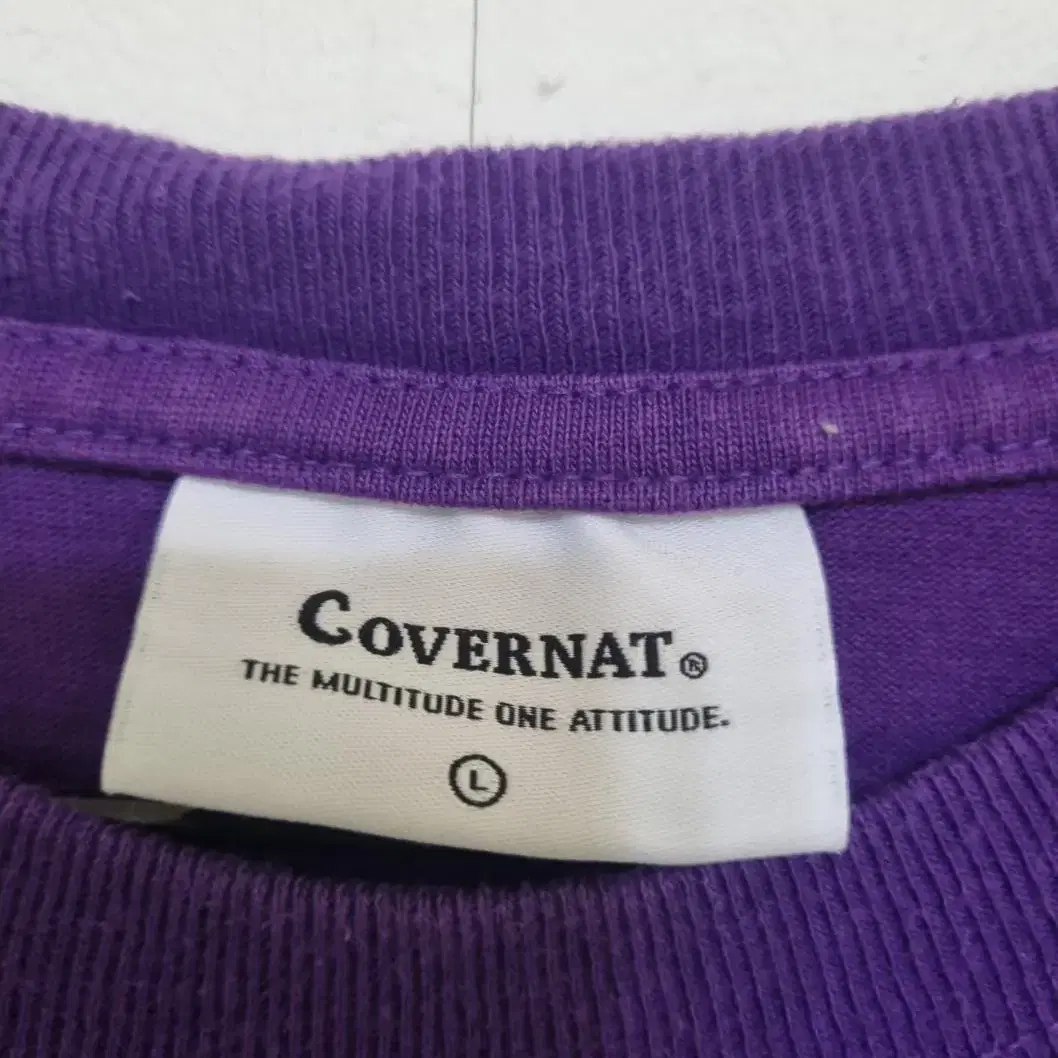 COVERNAT®
THE MULTITUDE ONE ATTITUDE.
L